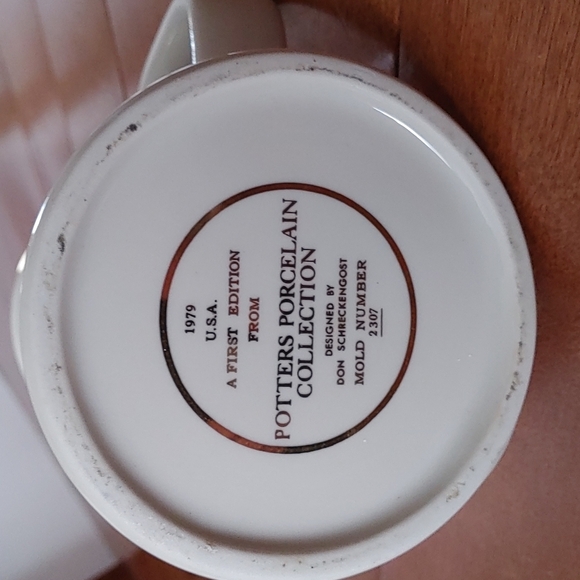 1979
U.S.A.
A FIRST EDITION
FROM
POTTERS PORCELAIN
COLLECTION
DESIGNED BY
DON SCHRECKENGOST
MOLD NUMBER
2307